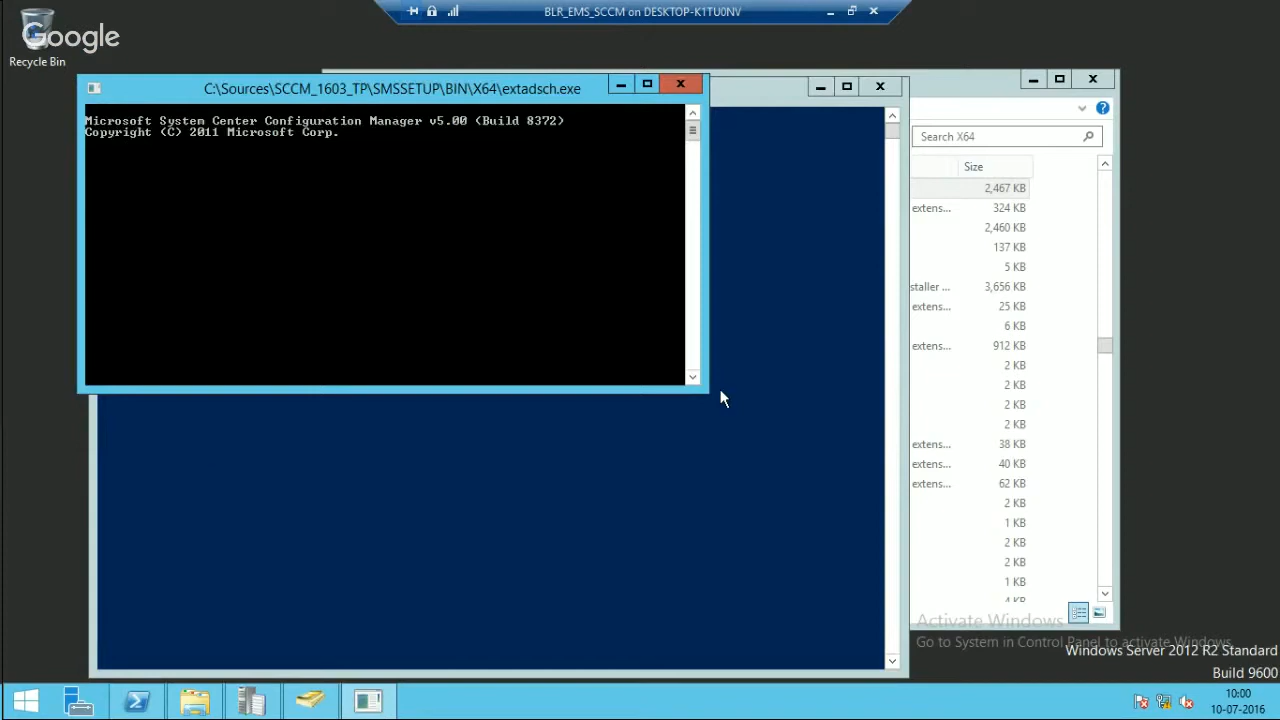 BLR_EMS_SCCM on DESKTOP-K1TU0NV
Google
Recycle Bin
C:\Sources\SCCM_1603_TP\SMSSETUP\BIN\X64\extadsch.exe
Microsoft System Center Configuration Manager v5.00 (Build 8372)
Copyright (C) 2011 Microsoft Corp.
Search X64
Size
2,467 KB
extens... 324 KB
2,460 KB
137 KB
5 KB
staller ... 3,656 KB
extens... 25 KB
6 KB
extens... 912 KB
2 KB
2 KB
2 KB
2 KB
extens... 38 KB
extens... 40 KB
extens... 62 KB
2 KB
1 KB
2 KB
2 KB
1 KB
4 KB
Activate Windows
Go to System in Control Panel to activate Windows.
Windows Server 2012 R2 Standard
Build 9600
10:00
10-07-2016